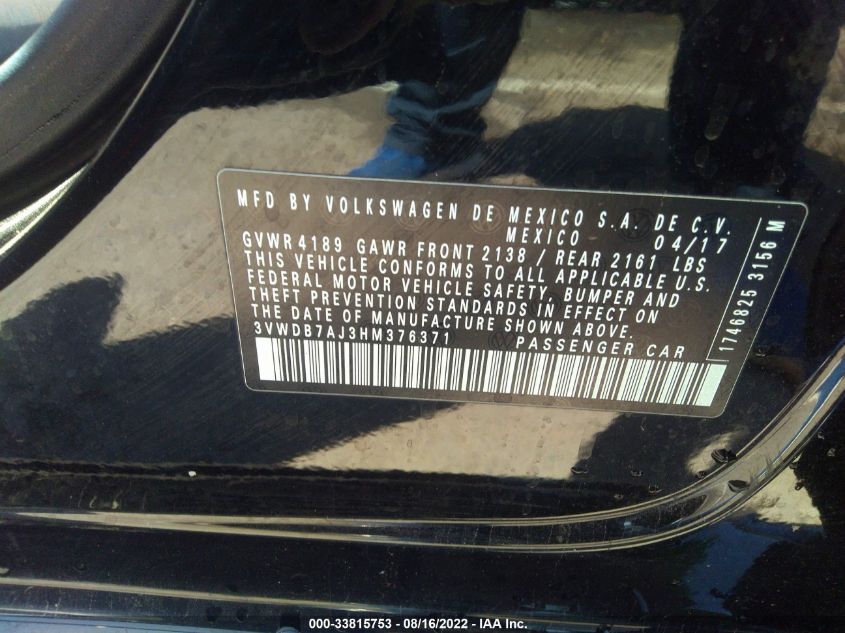 MFD BY VOLKSWAGEN DE MEXICO S.A. DE C.V.
MEXICO 04/17
GVWR 4189 GAWR FRONT 2138 / REAR 2161 LBS
THIS VEHICLE CONFORMS TO ALL APPLICABLE U.S.
FEDERAL MOTOR VEHICLE SAFETY, BUMPER AND
THEFT PREVENTION STANDARDS IN EFFECT ON
THE DATE OF MANUFACTURE SHOWN ABOVE.
3VWDB7AJ3HM376371 PASSENGER CAR
1746825 3156 M
000-33815753 - 08/16/2022 - IAA Inc.